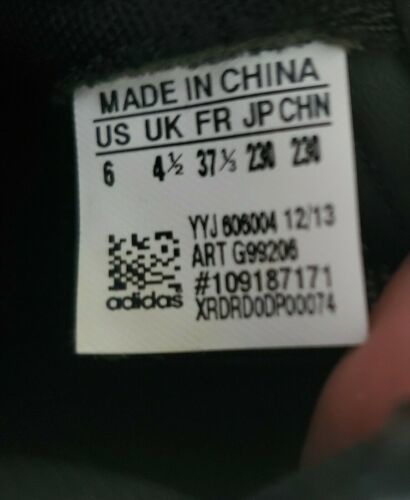 MADE IN CHINA
US UK FR JP CHN
6 4½ 37⅓ 230 230
YYJ 606004 12/13
ART G99206
#109187171
adidas XRDRD0DP00074